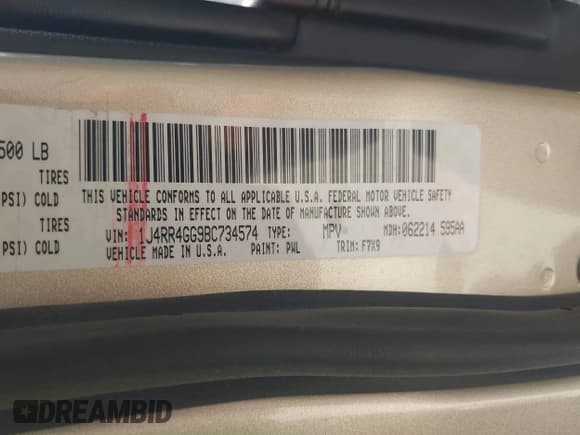 500 LB
TIRES
PSI) COLD
TIRES
PSI) COLD
THIS VEHICLE CONFORMS TO ALL APPLICABLE U.S.A. FEDERAL MOTOR VEHICLE SAFETY
STANDARDS IN EFFECT ON THE DATE OF MANUFACTURE SHOWN ABOVE.
VIN: 1J4RR4GG9BC734574 TYPE: MPV MDH: 062214 595AA
VEHICLE MADE IN U.S.A. PAINT: PWL TRIM: F7X9
DREAMBID